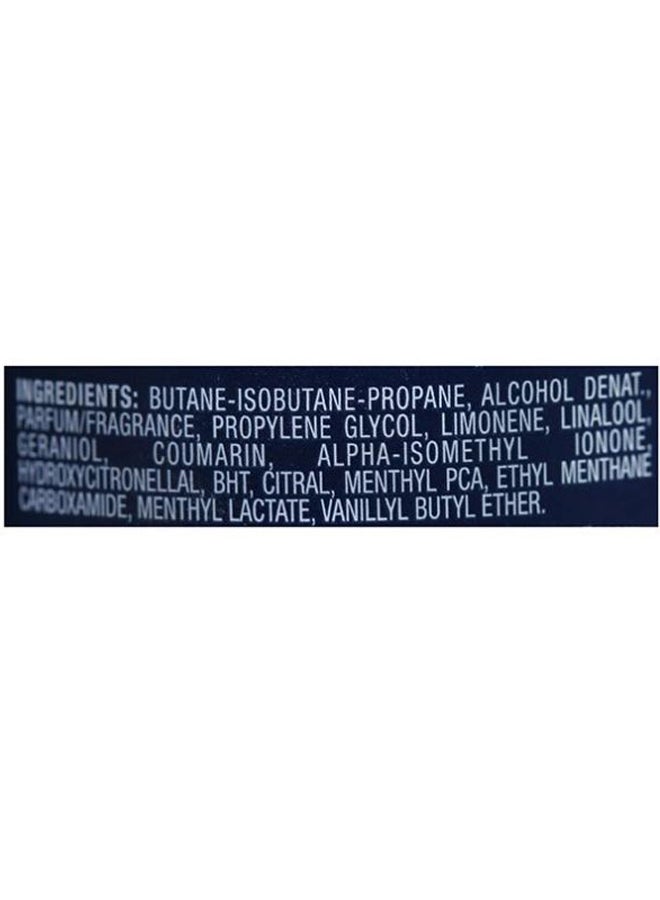 INGREDIENTS: BUTANE-ISOBUTANE-PROPANE, ALCOHOL DENAT.,
PARFUM/FRAGRANCE, PROPYLENE GLYCOL, LIMONENE, LINALOOL,
GERANIOL, COUMARIN, ALPHA-ISOMETHYL IONONE,
HYDROXYCITRONELLAL, BHT, CITRAL, MENTHYL PCA, ETHYL MENTHANE
CARBOXAMIDE, MENTHYL LACTATE, VANILLYL BUTYL ETHER.